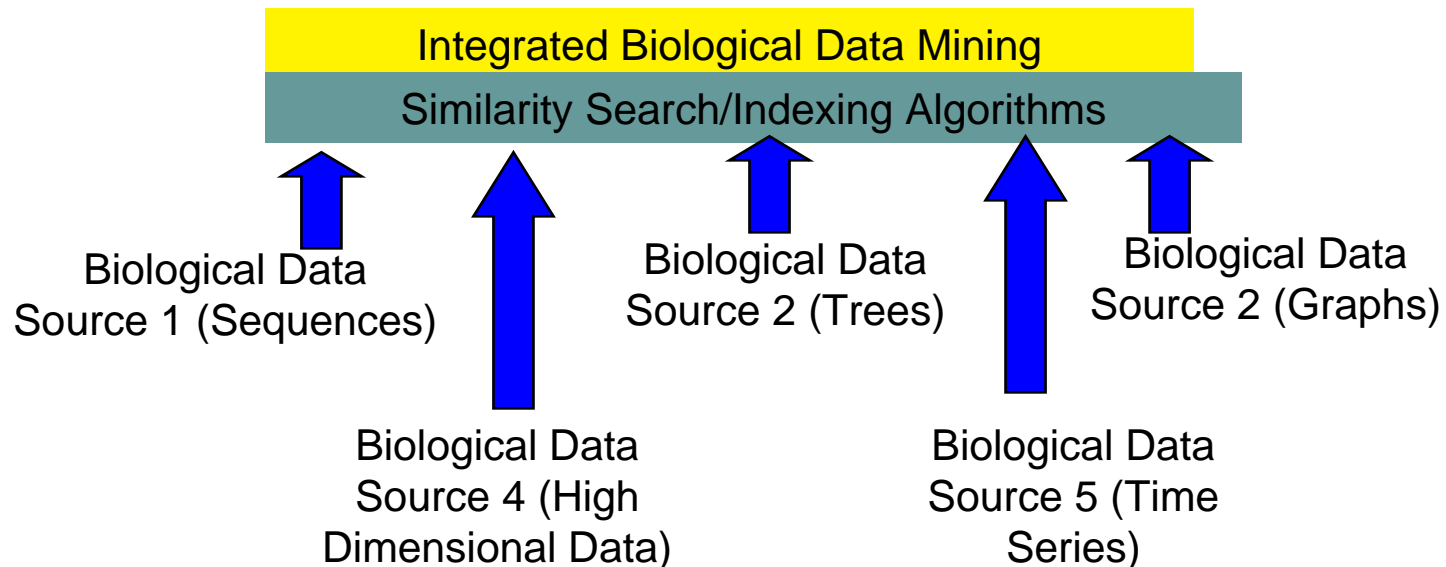 Integrated Biological Data Mining
Similarity Search/Indexing Algorithms
Biological Data
Source 1 (Sequences)
Biological Data
Source 2 (Trees)
Biological Data
Source 2 (Graphs)
Biological Data
Source 4 (High
Dimensional Data)
Biological Data
Source 5 (Time
Series)